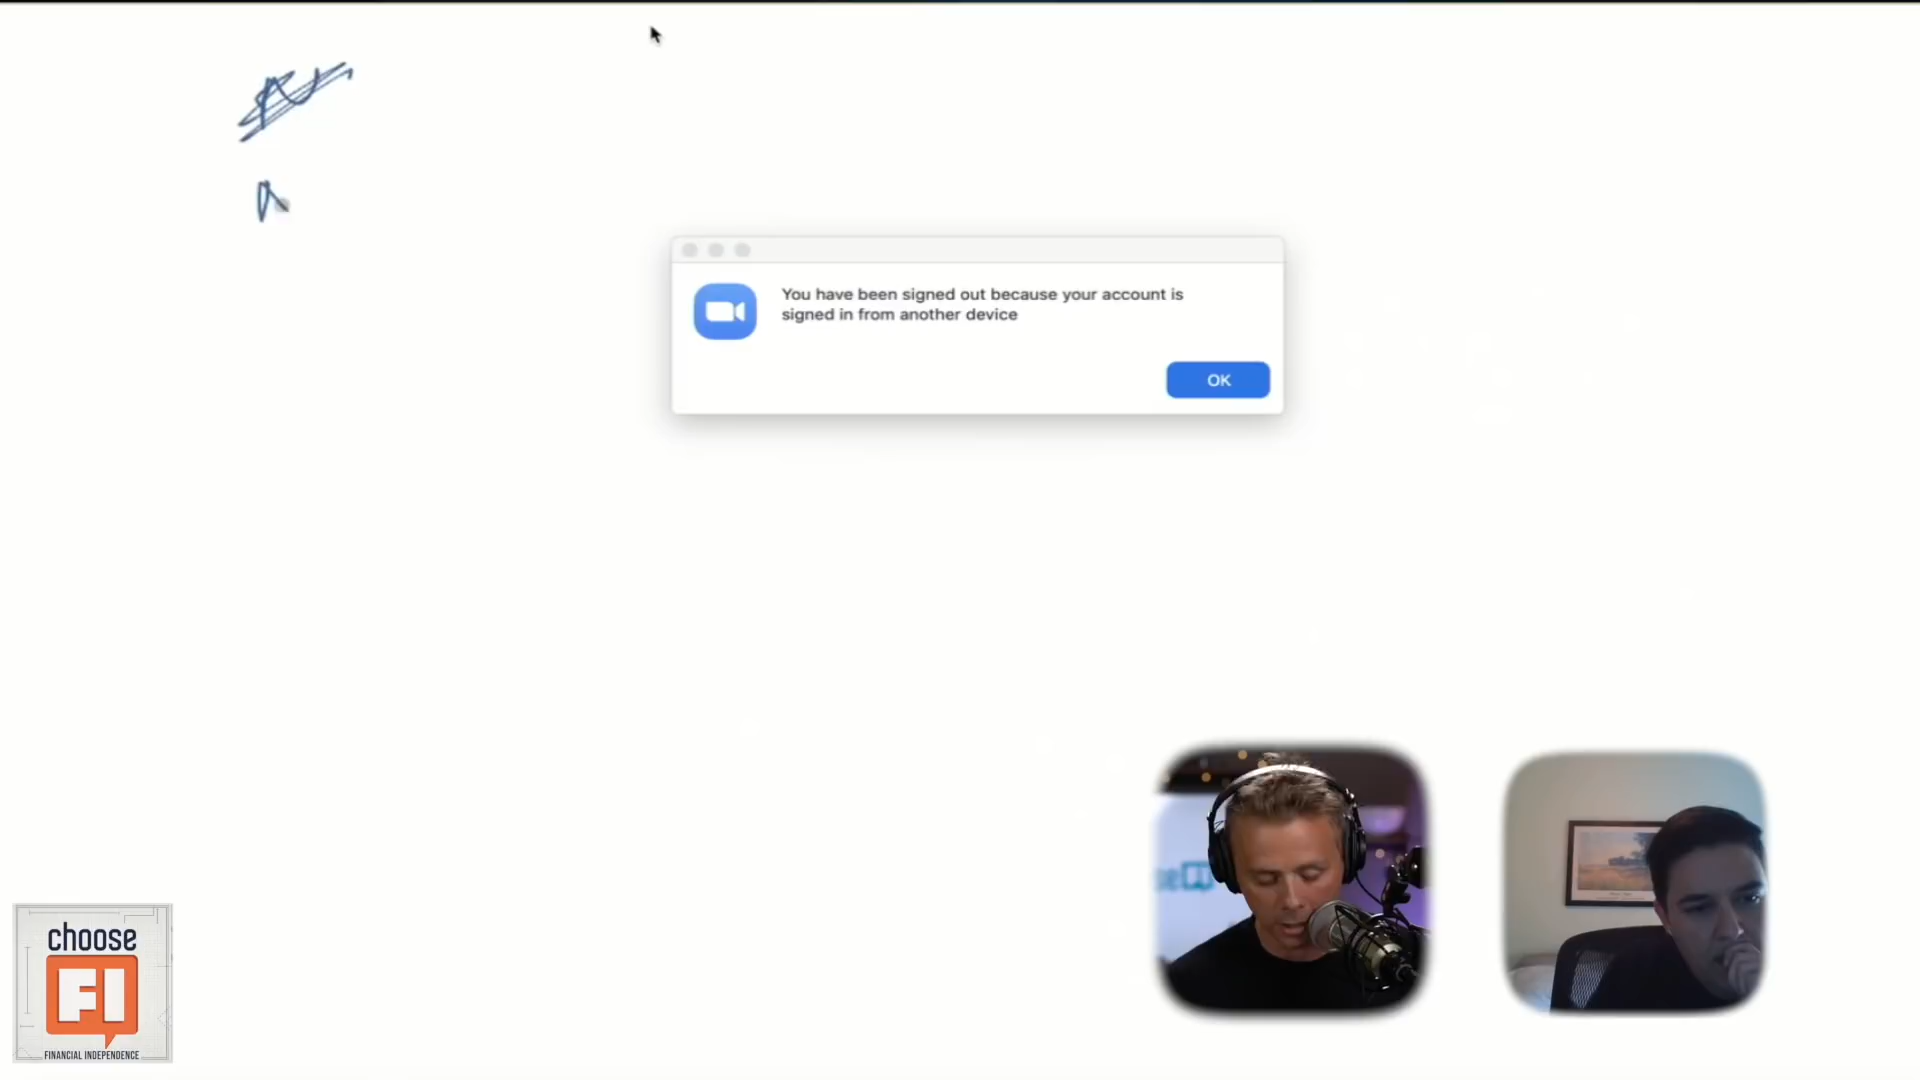 You have been signed out because your account is
signed in from another device
OK
choose
FI
FINANCIAL INDEPENDENCE